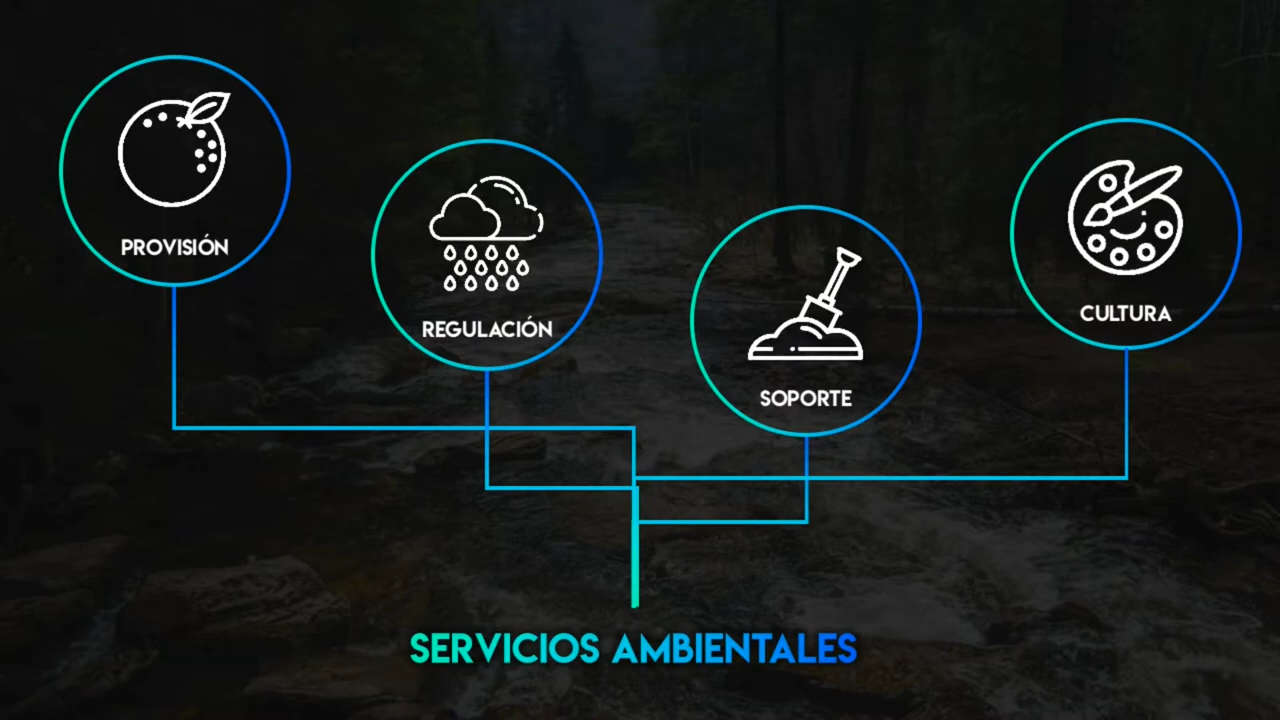 PROVISIÓN
REGULACIÓN
SOPORTE
CULTURA
SERVICIOS AMBIENTALES